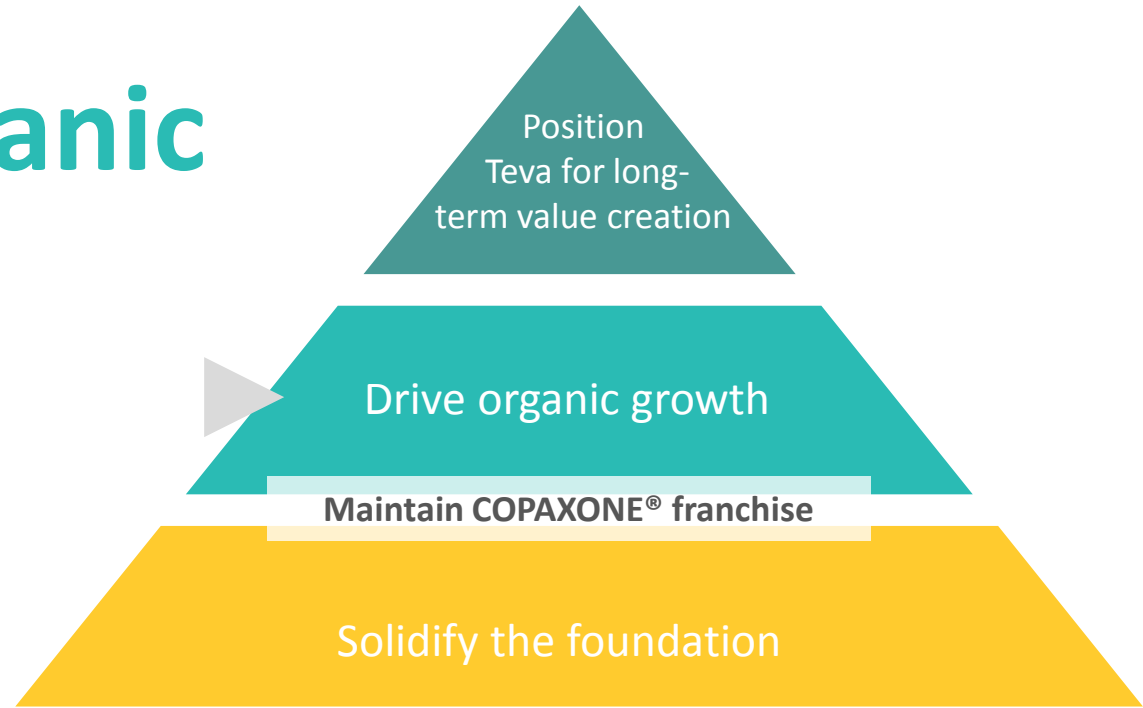 anic
Position
Teva for long-
term value creation
Drive organic growth
Maintain COPAXONE® franchise
Solidify the foundation